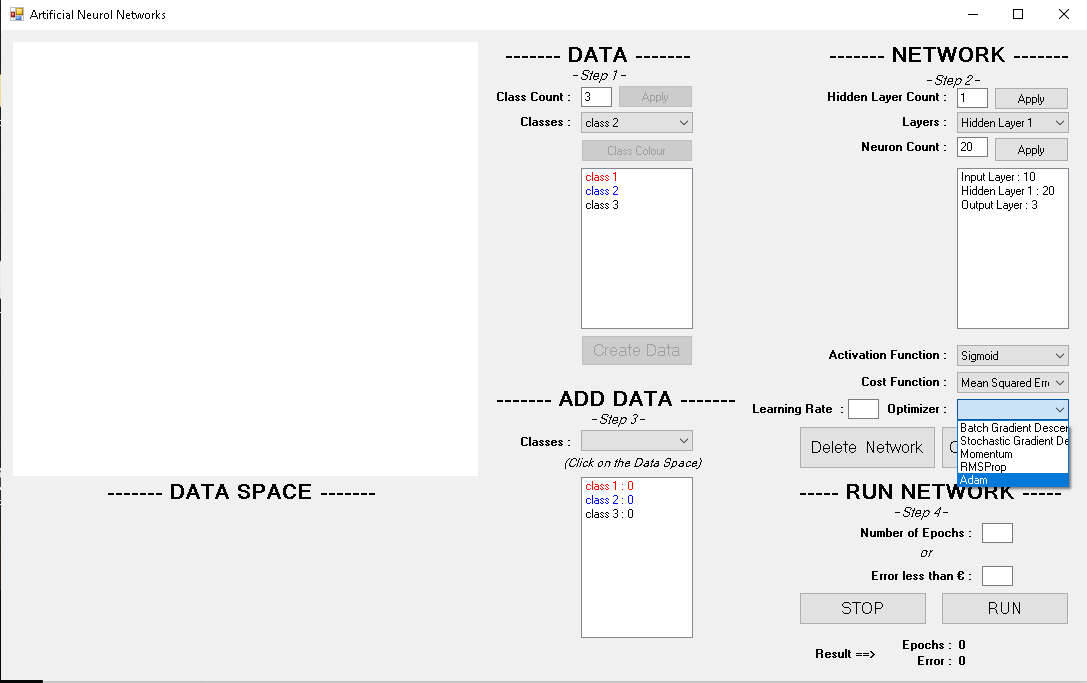 Artificial Neurol Networks
------- DATA -------
- Step 1 -
Class Count : 3 Apply
Classes : class 2
Class Colour
class 1
class 2
class 3
Create Data
------- NETWORK -------
- Step 2 -
Hidden Layer Count : 1 Apply
Layers : Hidden Layer 1
Neuron Count : 20 Apply
Input Layer : 10
Hidden Layer 1 : 20
Output Layer : 3
Activation Function : Sigmoid
Cost Function : Mean Squared Erro
Learning Rate : Optimizer :
Batch Gradient Descen
Stochastic Gradient De
Momentum
RMSProp
Adam
Delete Network
------- ADD DATA -------
- Step 3 -
Classes :
(Click on the Data Space)
class 1 : 0
class 2 : 0
class 3 : 0
------- DATA SPACE -------
----- RUN NETWORK -----
- Step 4 -
Number of Epochs :
or
Error less than € :
STOP RUN
Result ==>
Epochs : 0
Error : 0